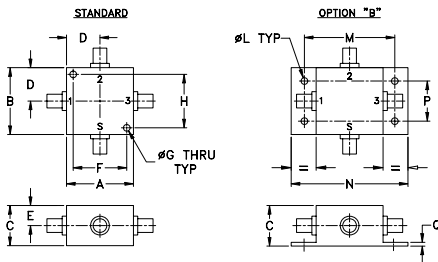 STANDARD
OPTION "B"
D
M
øL TYP
2
2
D
B
1
3
H
1
3
P
S
S
øG THRU
TYP
F
A
=
=
N
E
C
C
Q